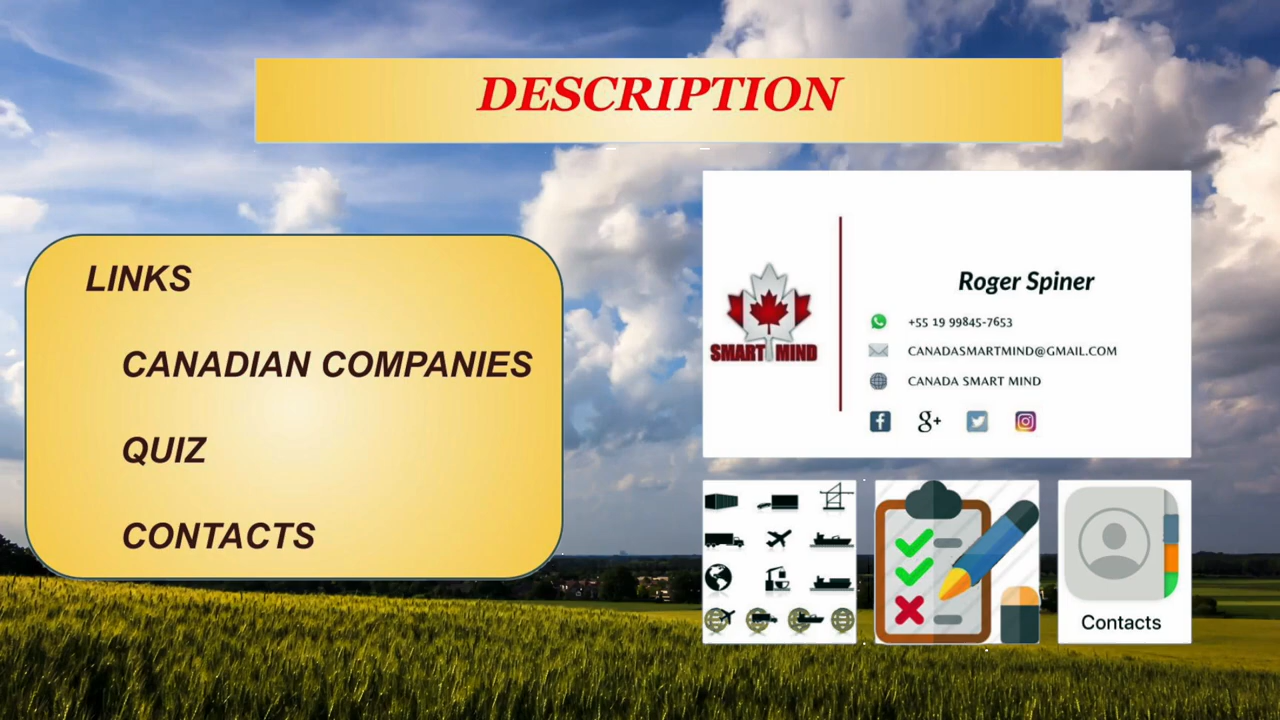 DESCRIPTION
LINKS
CANADIAN COMPANIES
QUIZ
CONTACTS
SMART MIND
Roger Spiner
+55 19 99845-7653
CANADASMARTMIND@GMAIL.COM
CANADA SMART MIND
g+
Contacts